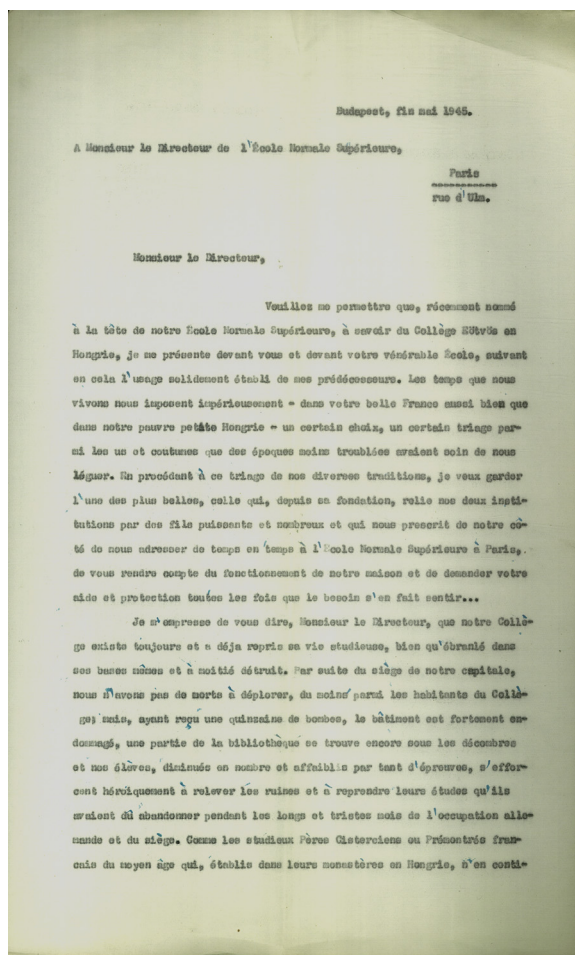 Budapest, fin mai 1945.
A Monsieur le Directeur de l'École Normale Supérieure,
Paris
rue d'Ulm.
Monsieur le Directeur,
Veuillez me permettre que, récemment nommé
à la tête de notre École Normale Supérieure, à savoir du Collège Eötvös en
Hongrie, je me présente devant vous et devant votre vénérable École, suivant
en cela l'usage solidement établi de mes prédécesseurs. Les temps que nous
vivons nous imposent impérieusement - dans votre belle France aussi bien que
dans notre pauvre petite Hongrie - un certain choix, un certain triage par-
mi les us et coutumes que des époques moins troublées avaient soin de nous
léguer. En procédant à ce triage de nos diverses traditions, je veux garder
l'une des plus belles, celle qui, depuis sa fondation, relie nos deux insti-
tutions par des fils puissants et nombreux et qui nous prescrit de notre cô-
té de nous adresser de temps en temps à l'École Normale Supérieure à Paris,
de vous rendre compte du fonctionnement de notre maison et de demander votre
aide et protection toutes les fois que le besoin s'en fait sentir...
Je m'empresse de vous dire, Monsieur le Directeur, que notre Collè-
ge existe toujours et a déja repris sa vie studieuse, bien qu'ébranlé dans
ses bases mêmes et à moitié détruit. Par suite du siège de notre capitale,
nous n'avons pas de morts à déplorer, du moins parmi les habitants du Collè-
ge; mais, ayant reçu une quinzaine de bombes, le bâtiment est fortement en-
dommagé, une partie de la bibliothèque se trouve encore sous les décombres
et nos élèves, diminués en nombre et affaiblis par tant d'épreuves, s'effor-
cent héroïquement à relever les ruines et à reprendre leurs études qu'ils
avaient dû abandonner pendant les longs et tristes mois de l'occupation alle-
mande et du siège. Comme les studieux Pères Cisterciens ou Prémontrés fran-
cais du moyen âge qui, établis dans leurs monastères en Hongrie, n'en conti-